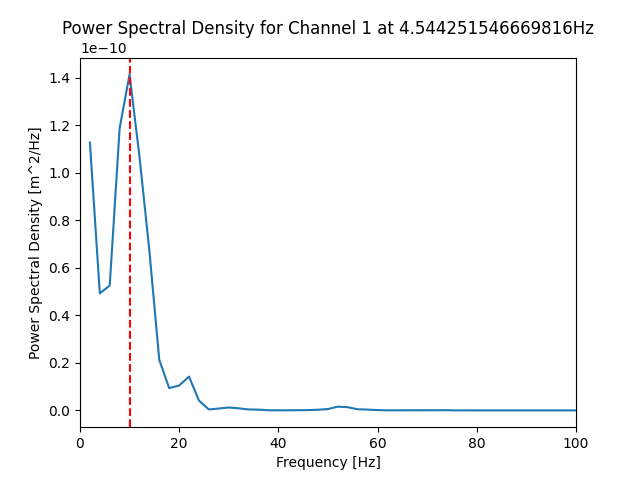 Power Spectral Density for Channel 1 at 4.544251546669816Hz
1e−10
1.4
1.2
1.0
0.8
0.6
0.4
0.2
0.0
Power Spectral Density [m^2/Hz]
0 20 40 60 80 100
Frequency [Hz]